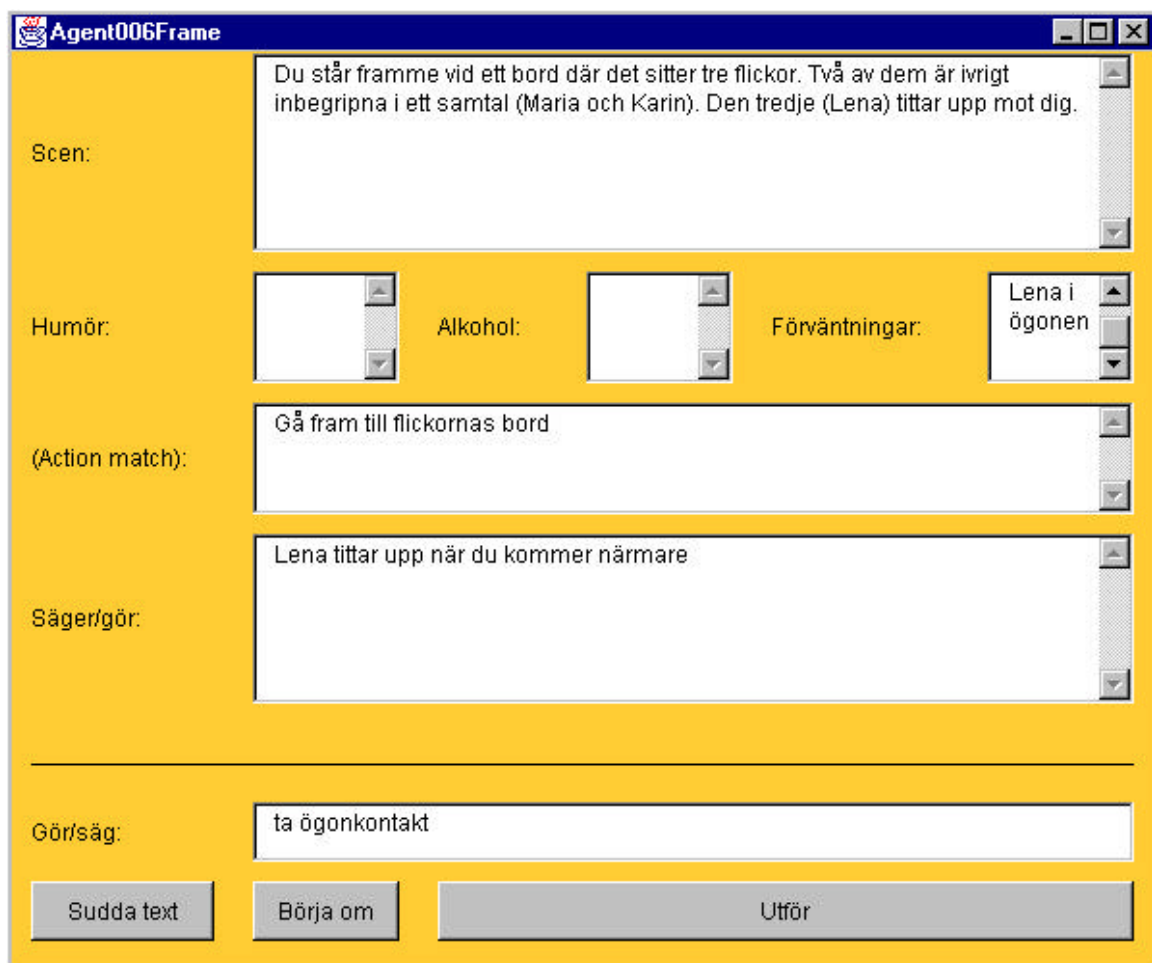 Agent006Frame
Scen:
Du står framme vid ett bord där det sitter tre flickor. Två av dem är ivrigt
inbegripna i ett samtal (Maria och Karin). Den tredje (Lena) tittar upp mot dig.
Humör:
Alkohol:
Förväntningar:
Lena i
ögonen
(Action match):
Gå fram till flickornas bord
Säger/gör:
Lena tittar upp när du kommer närmare
Gör/säg:
ta ögonkontakt
Sudda text
Börja om
Utför